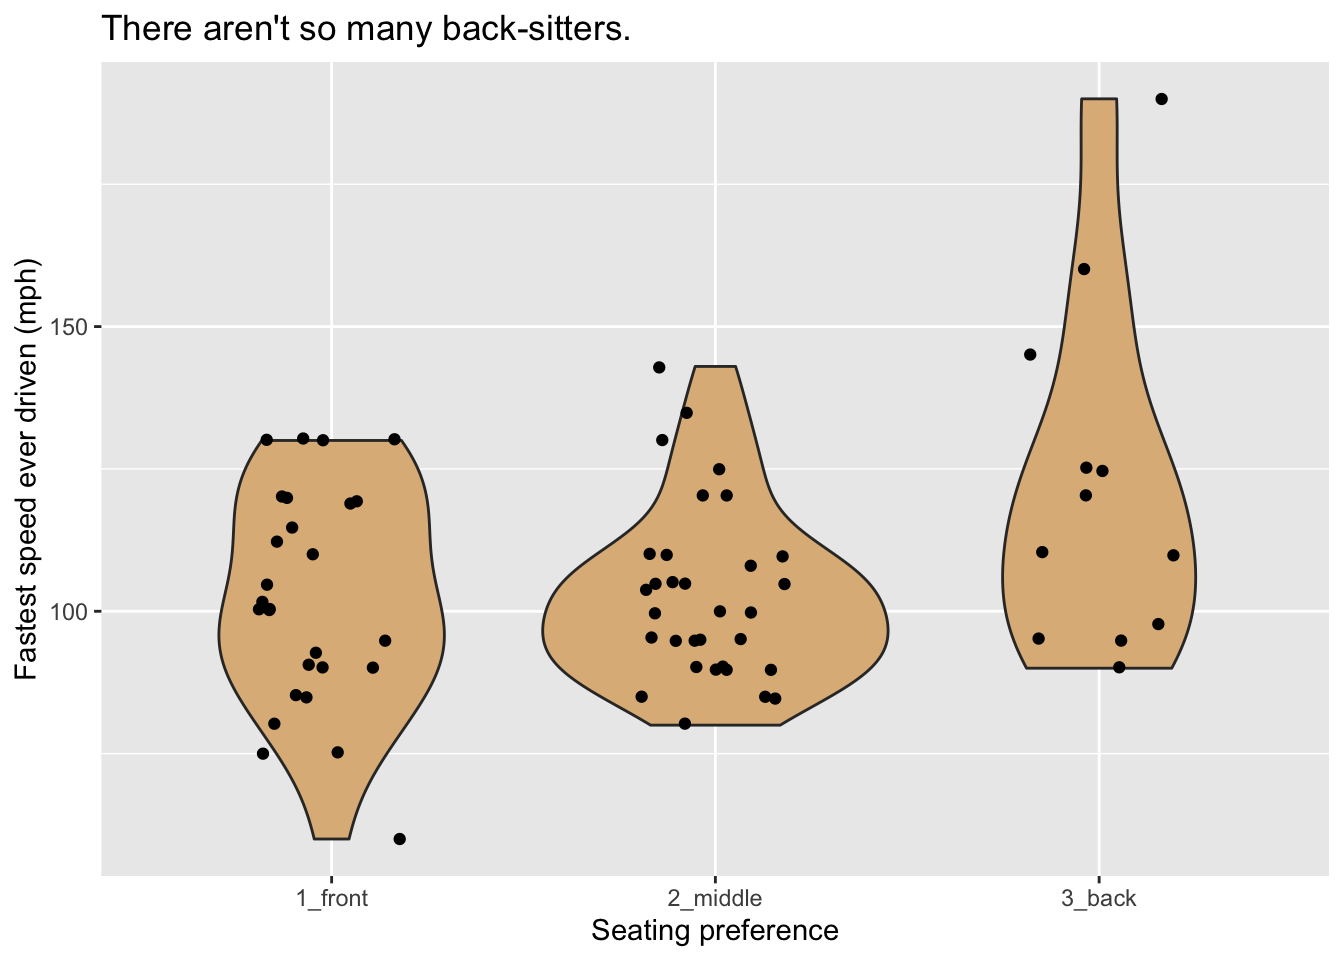 There aren't so many back-sitters.
Fastest speed ever driven (mph)
150
100
1_front
2_middle
3_back
Seating preference